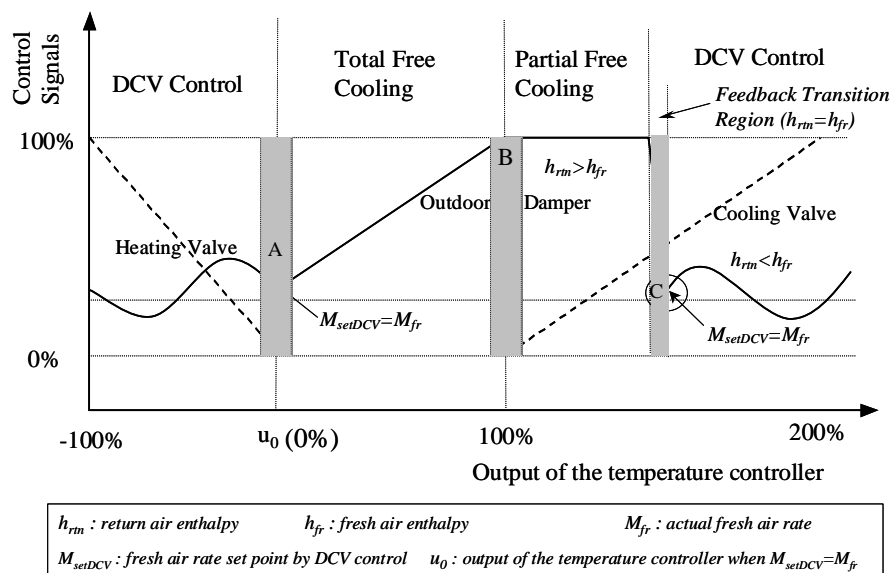 Control Signals
DCV Control
Total Free Cooling
Partial Free Cooling
DCV Control
Feedback Transition
Region (hrtn=hfr)
100%
B
hrtn>hfr
Outdoor Damper
Cooling Valve
Heating Valve
A
hrtn<hfr
C
MsetDCV=Mfr
MsetDCV=Mfr
0%
-100%
u0 (0%)
100%
200%
Output of the temperature controller
hrtn : return air enthalpy hfr : fresh air enthalpy Mfr : actual fresh air rate
MsetDCV : fresh air rate set point by DCV control u0 : output of the temperature controller when MsetDCV=Mfr